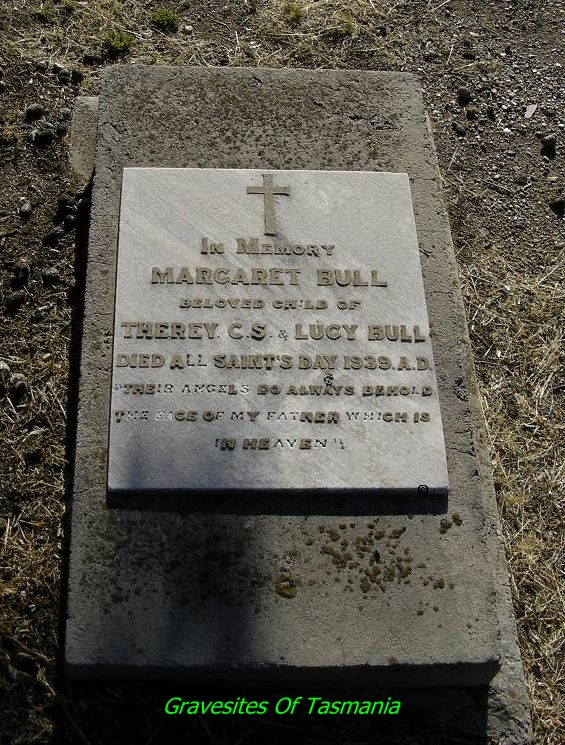 IN MEMORY
MARGARET BULL
BELOVED CHILD OF
THEREY. C.S. & LUCY BULL
DIED ALL SAINT'S DAY 1939. A.D.
"THEIR ANGELS DO ALWAYS BEHOLD
THE FACE OF MY FATHER WHICH IS
IN HEAVEN"
©
Gravesites Of Tasmania